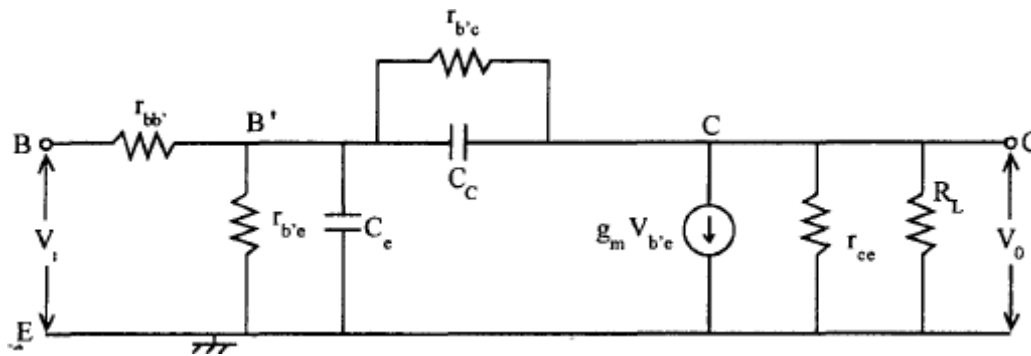 r_b'c
r_bb'
B'
C
B
C
C_C
r_b'e
C_e
g_m V_b'e
r_ce
R_L
V_i
V_0
E